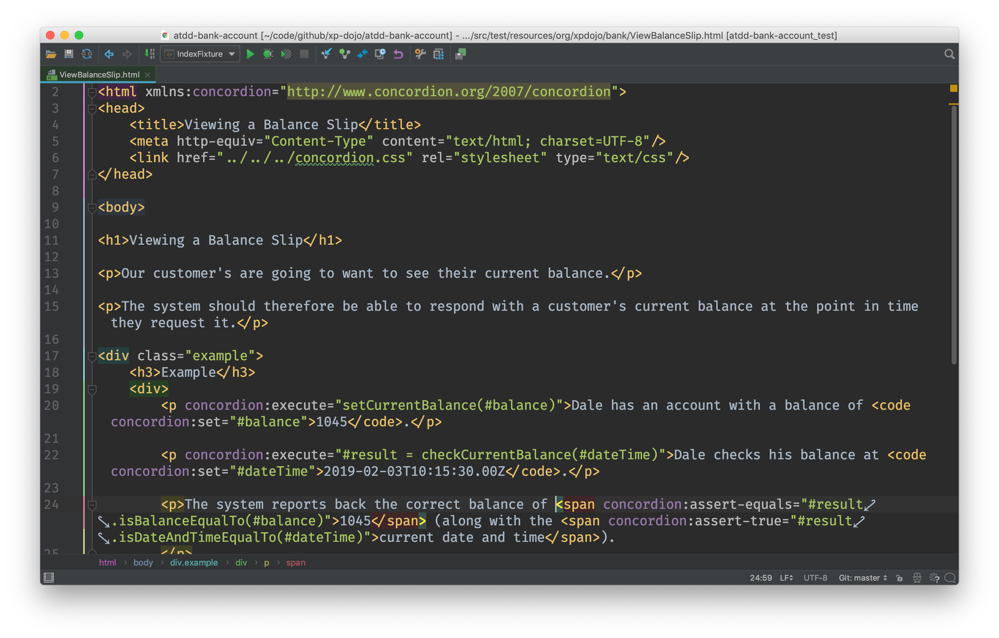 atdd-bank-account [~/code/github/xp-dojo/atdd-bank-account] - .../src/test/resources/org/xpdojo/bank/ViewBalanceSlip.html [atdd-bank-account_test]
IndexFixture
ViewBalanceSlip.html
2 <html xmlns:concordion="http://www.concordion.org/2007/concordion">
3 <head>
4 <title>Viewing a Balance Slip</title>
5 <meta http-equiv="Content-Type" content="text/html; charset=UTF-8"/>
6 <link href="../../../concordion.css" rel="stylesheet" type="text/css"/>
7 </head>
8
9 <body>
10
11 <h1>Viewing a Balance Slip</h1>
12
13 <p>Our customer's are going to want to see their current balance.</p>
14
15 <p>The system should therefore be able to respond with a customer's current balance at the point in time
they request it.</p>
16
17 <div class="example">
18 <h3>Example</h3>
19 <div>
20 <p concordion:execute="setCurrentBalance(#balance)">Dale has an account with a balance of <code
concordion:set="#balance">1045</code>.</p>
21
22 <p concordion:execute="#result = checkCurrentBalance(#dateTime)">Dale checks his balance at <code
concordion:set="#dateTime">2019-02-03T10:15:30.00Z</code>.</p>
23
24 <p>The system reports back the correct balance of <span concordion:assert-equals="#result
.isBalanceEqualTo(#balance)">1045</span> (along with the <span concordion:assert-true="#result
.isDateAndTimeEqualTo(#dateTime)">current date and time</span>).
25 </p>
html › body › div.example › div › p › span
24:59 LF UTF-8 Git: master